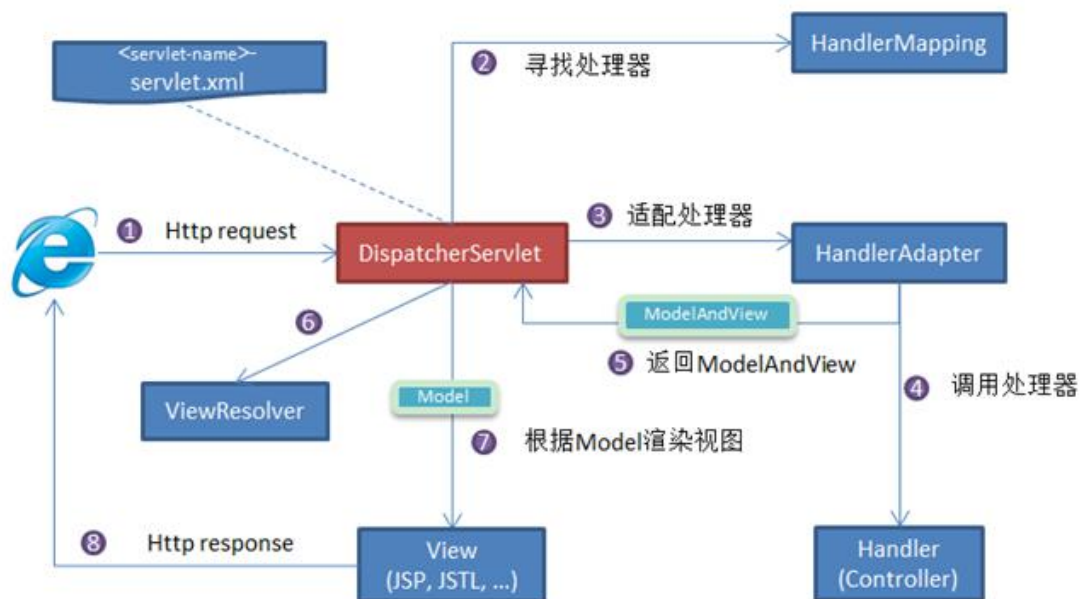 <servlet-name>-
servlet.xml
❷ 寻找处理器
HandlerMapping
❶ Http request
DispatcherServlet
❸ 适配处理器
HandlerAdapter
ModelAndView
❺ 返回ModelAndView
❹ 调用处理器
❻
ViewResolver
Model
❼ 根据Model渲染视图
❽ Http response
View
(JSP, JSTL, ...)
Handler
(Controller)